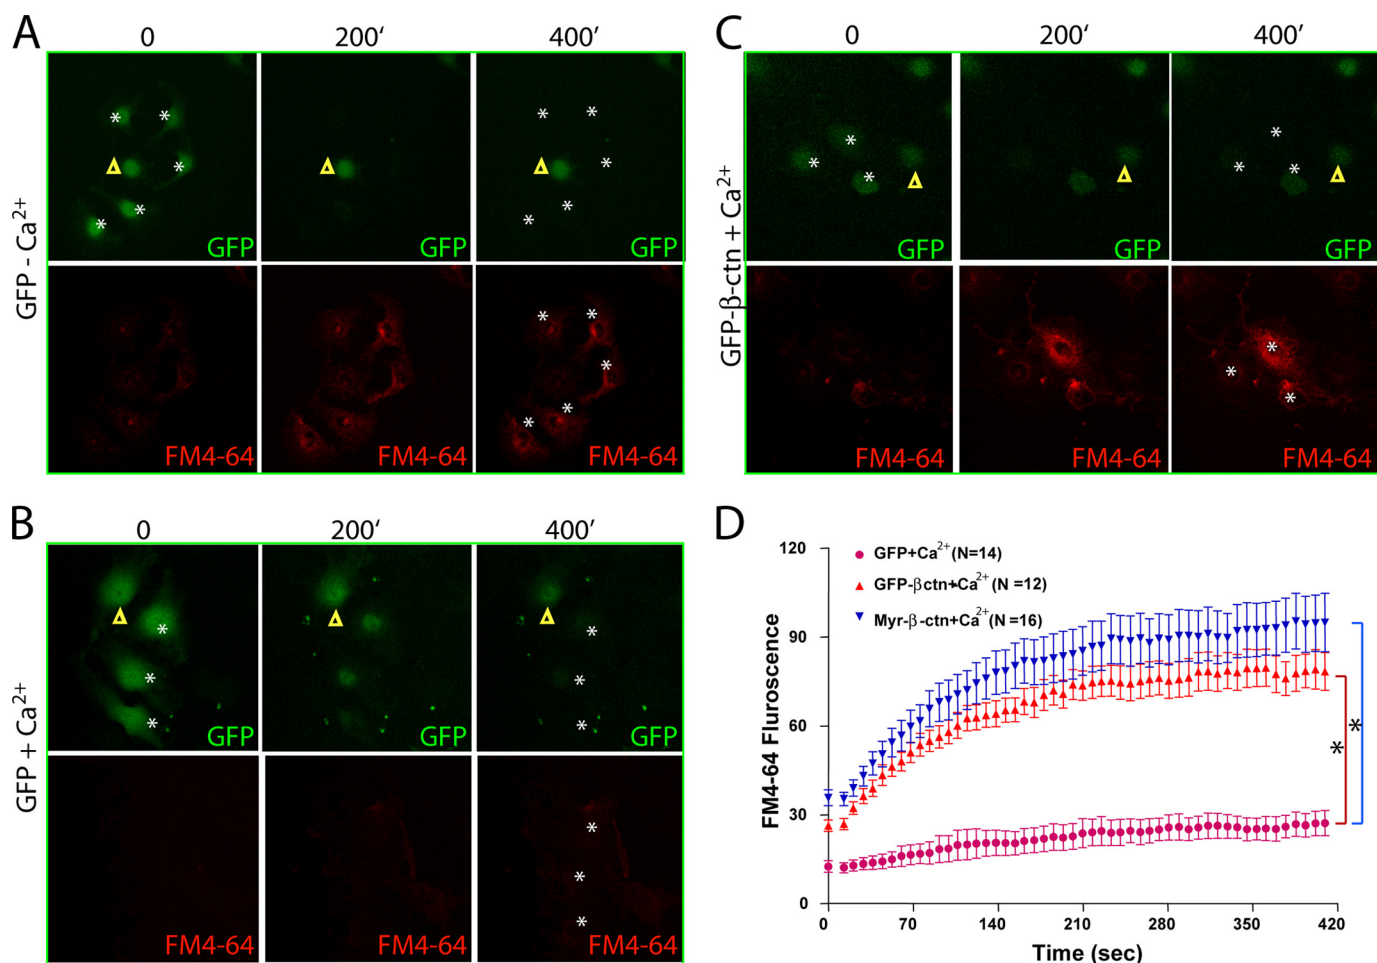 A
0 200′ 400′
GFP - Ca²⁺
GFP GFP GFP
FM4-64 FM4-64 FM4-64
B
0 200′ 400′
GFP + Ca²⁺
GFP GFP GFP
FM4-64 FM4-64 FM4-64
C
0 200′ 400′
GFP-β-ctn + Ca²⁺
GFP GFP GFP
FM4-64 FM4-64 FM4-64
D
FM4-64 Fluroscence
120
90
60
30
0
GFP+Ca²⁺(N=14)
GFP-βctn+Ca²⁺(N =12)
Myr-β-ctn+Ca²⁺(N =16)
*
*
0 70 140 210 280 350 420
Time (sec)